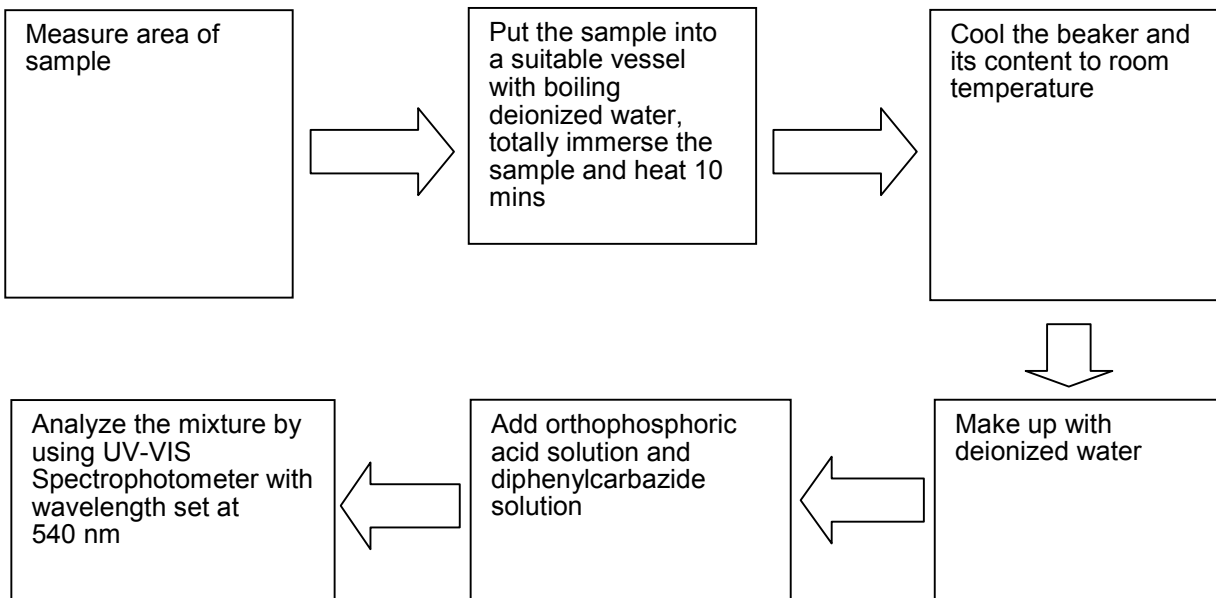 Measure area of
sample
Put the sample into
a suitable vessel
with boiling
deionized water,
totally immerse the
sample and heat 10
mins
Cool the beaker and
its content to room
temperature
Make up with
deionized water
Add orthophosphoric
acid solution and
diphenylcarbazide
solution
Analyze the mixture by
using UV-VIS
Spectrophotometer with
wavelength set at
540 nm